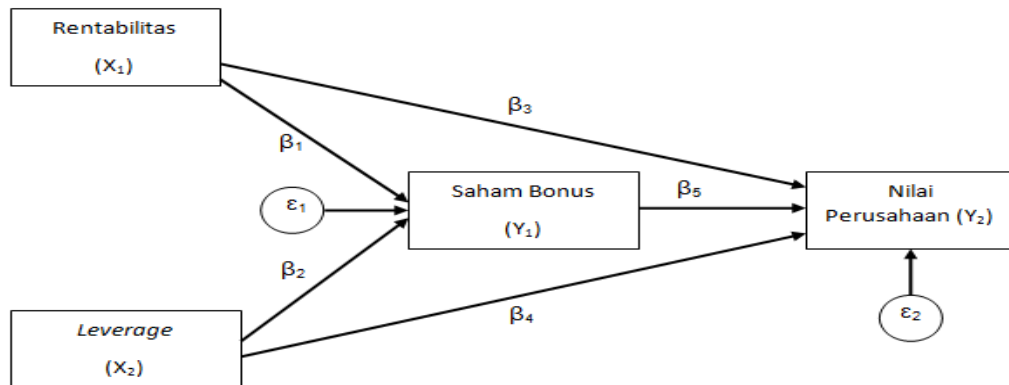 Rentabilitas
(X₁)
β₃
β₁
Saham Bonus
(Y₁)
β₅
Nilai
Perusahaan (Y₂)
ε₁
β₂
β₄
ε₂
Leverage
(X₂)